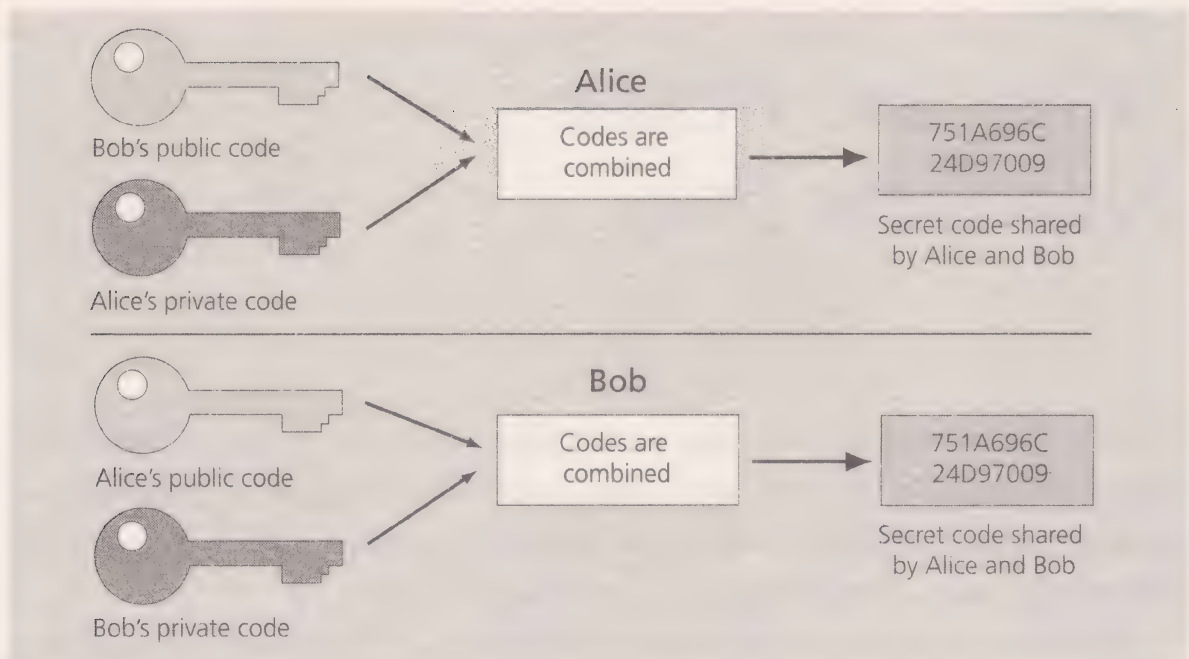 Bob's public code
Alice's private code
Alice
Codes are
combined
751A696C
24D97009
Secret code shared
by Alice and Bob
Alice's public code
Bob's private code
Bob
Codes are
combined
751A696C
24D97009
Secret code shared
by Alice and Bob